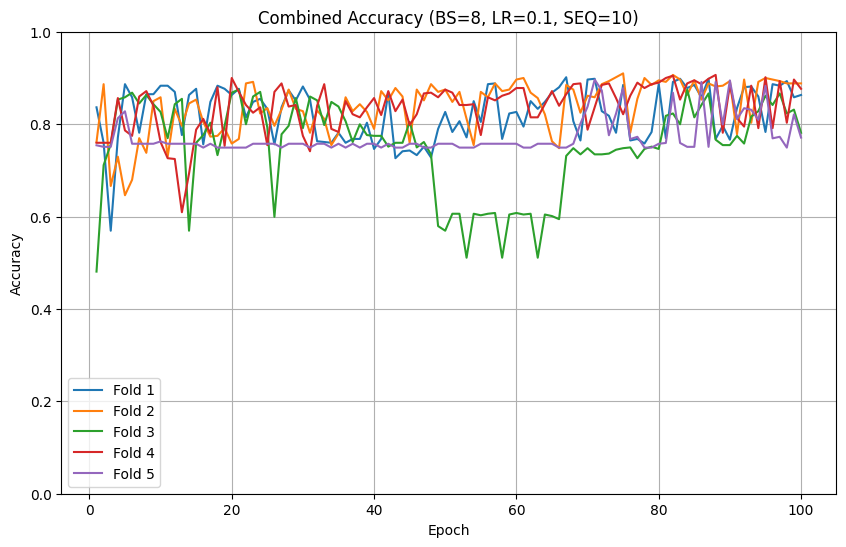 Combined Accuracy (BS=8, LR=0.1, SEQ=10)
1.0
0.8
0.6
0.4
0.2
0.0
Accuracy
Fold 1
Fold 2
Fold 3
Fold 4
Fold 5
0 20 40 60 80 100
Epoch